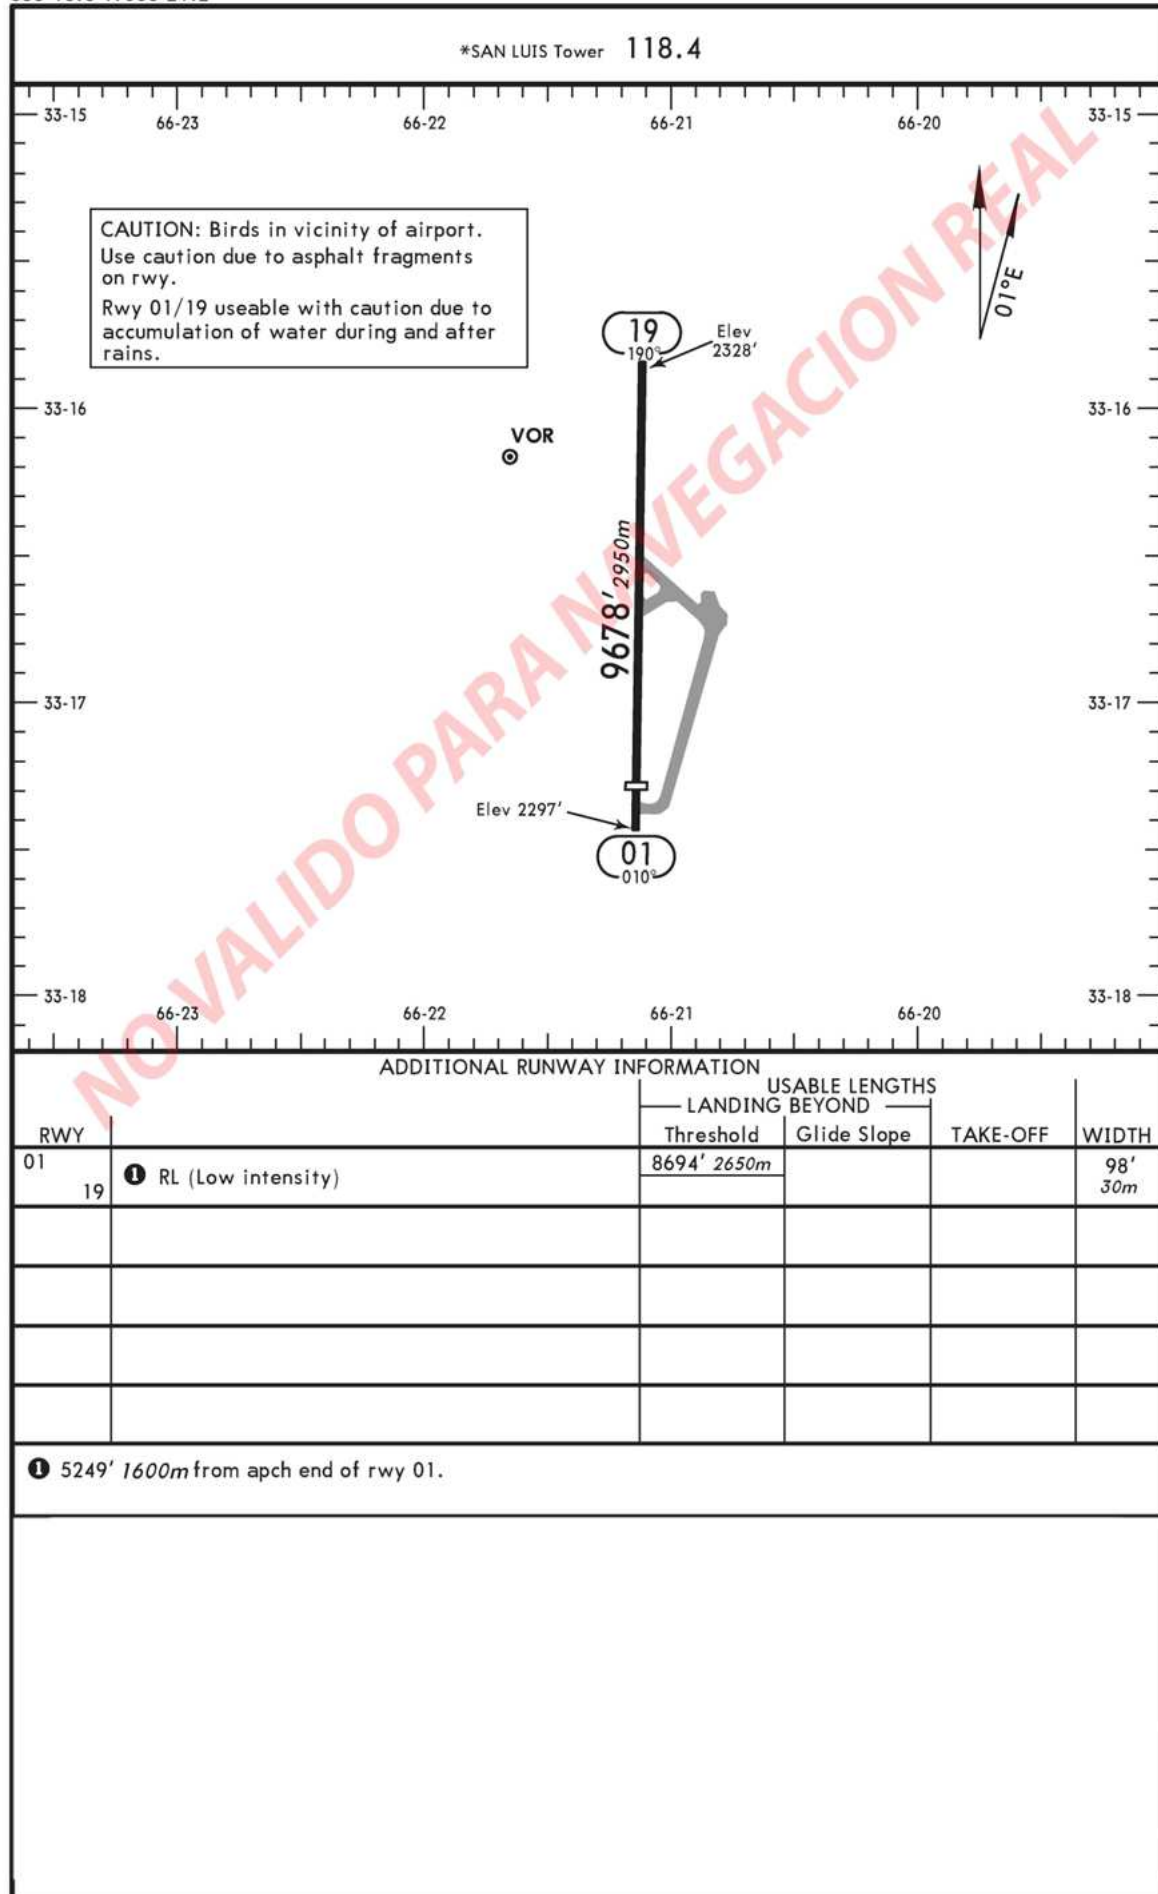 *SAN LUIS Tower 118.4
33-15 66-23 66-22 66-21 66-20 33-15
CAUTION: Birds in vicinity of airport.
Use caution due to asphalt fragments
on rwy.
Rwy 01/19 useable with caution due to
accumulation of water during and after
rains.
01°E
19
190°
Elev
2328'
33-16 33-16
VOR
9678' 2950m
33-17 33-17
Elev 2297'
01
010°
33-18 66-23 66-22 66-21 66-20 33-18
NO VALIDO PARA NAVEGACION REAL
ADDITIONAL RUNWAY INFORMATION
USABLE LENGTHS
LANDING BEYOND
RWY Threshold Glide Slope TAKE-OFF WIDTH
01 8694' 2650m 98'
19 ❶ RL (Low intensity) 30m
❶ 5249' 1600m from apch end of rwy 01.